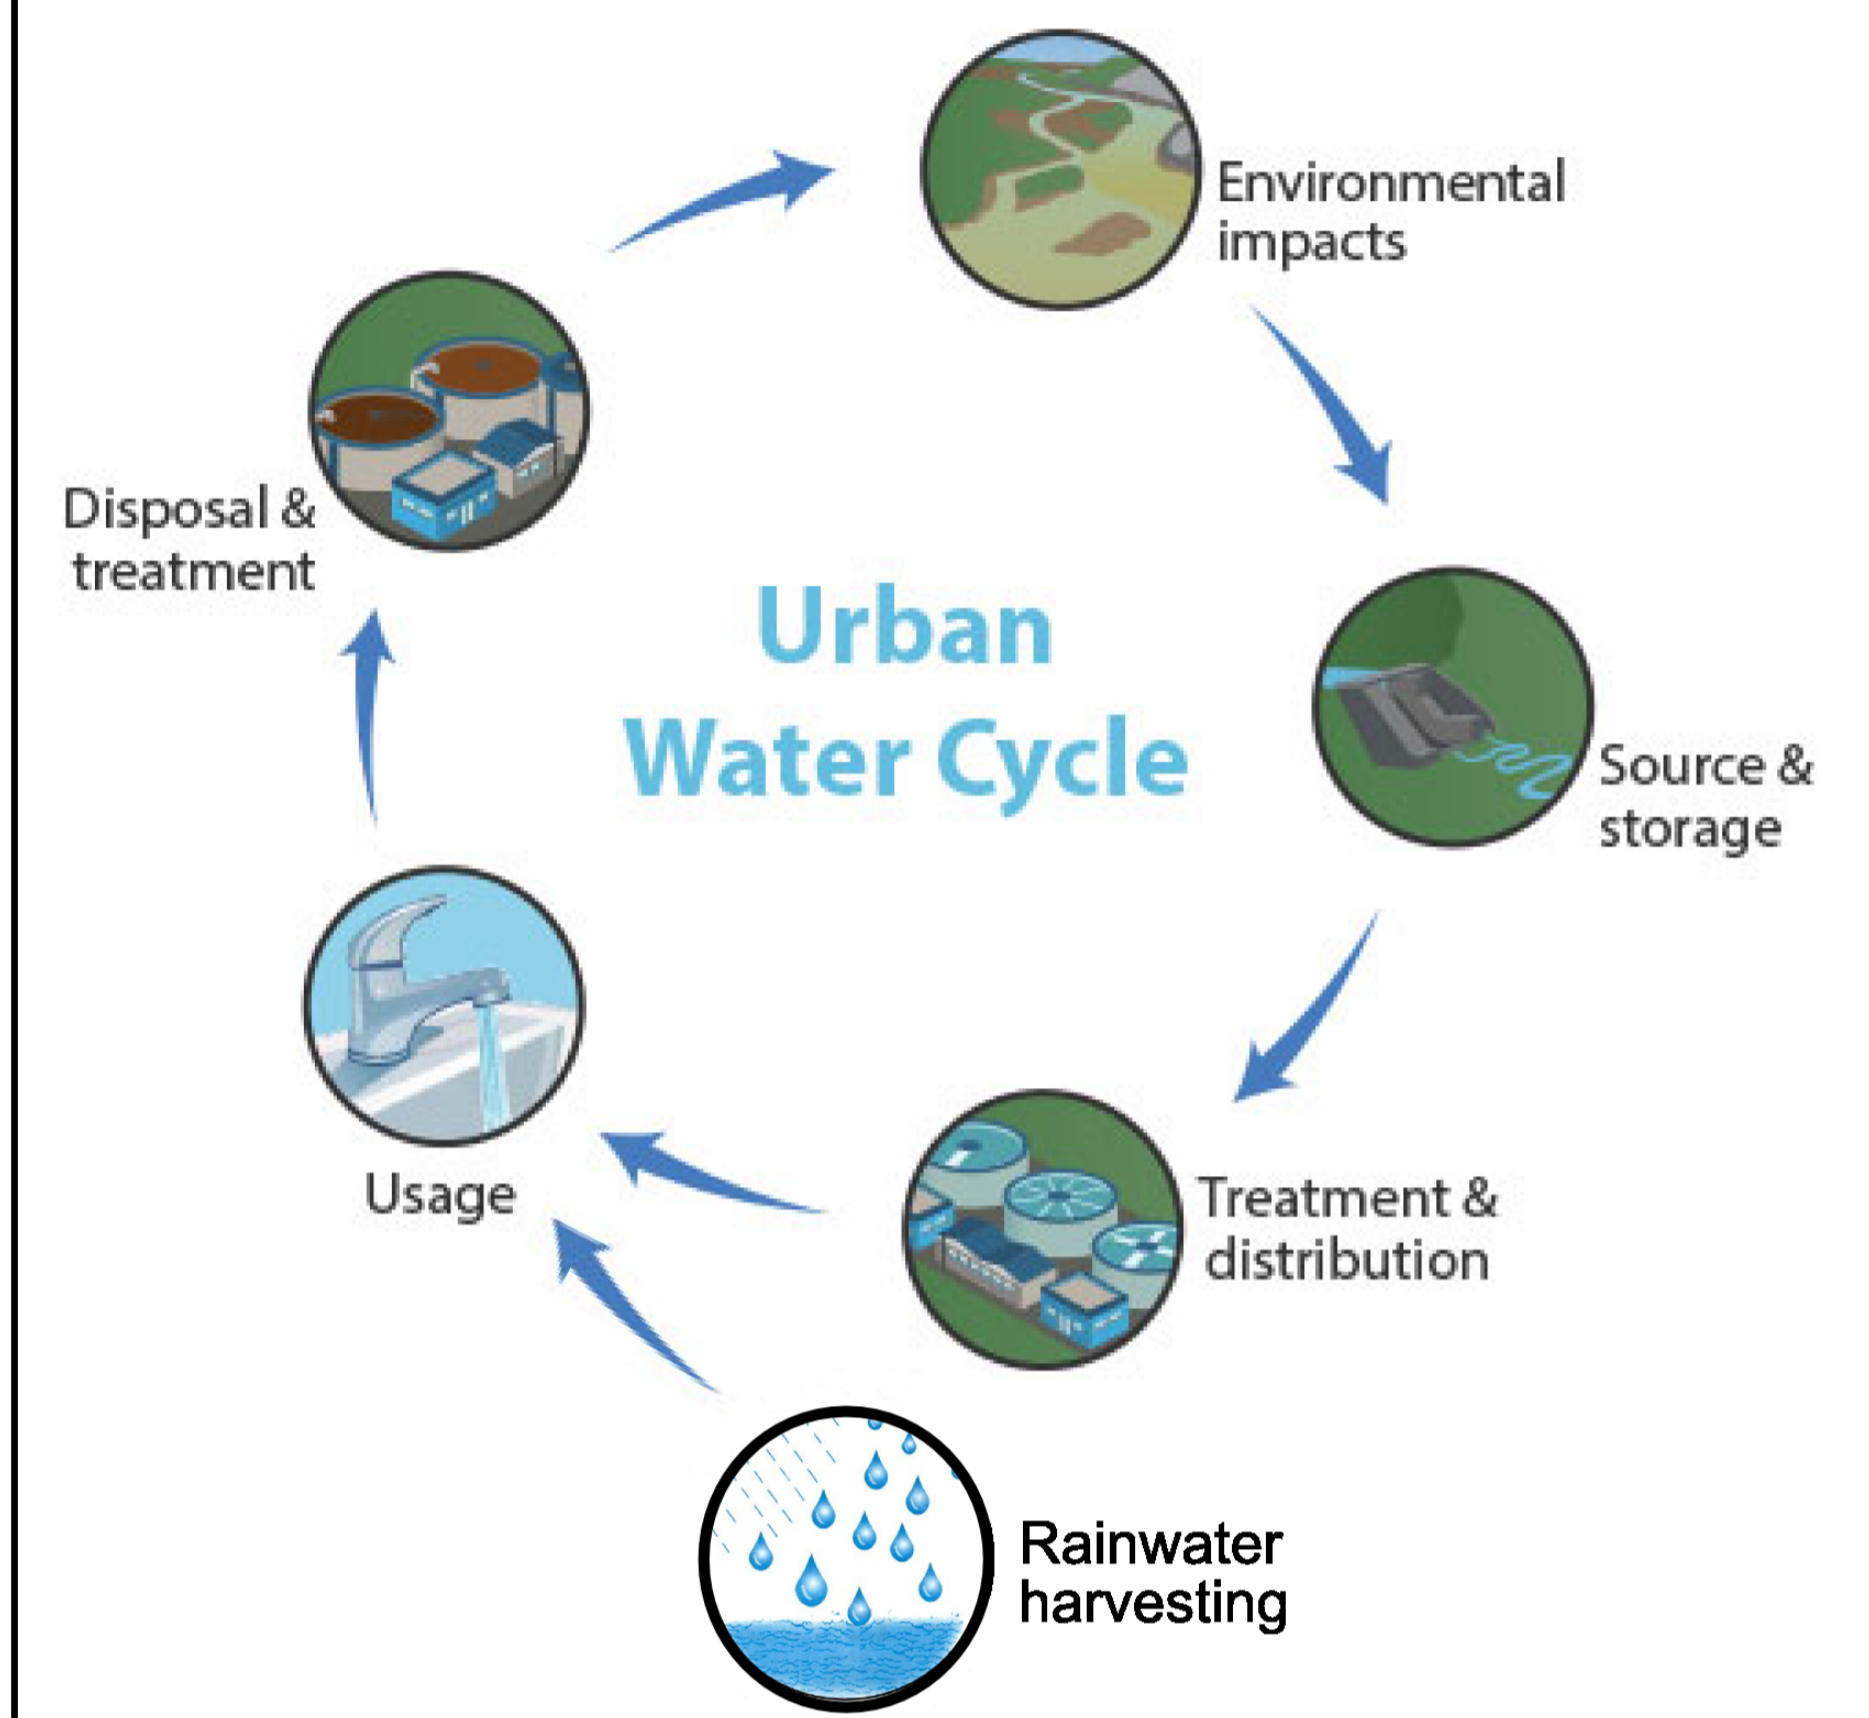 Environmental
impacts
Disposal &
treatment
Urban
Water Cycle
Source &
storage
Usage
Treatment &
distribution
Rainwater
harvesting